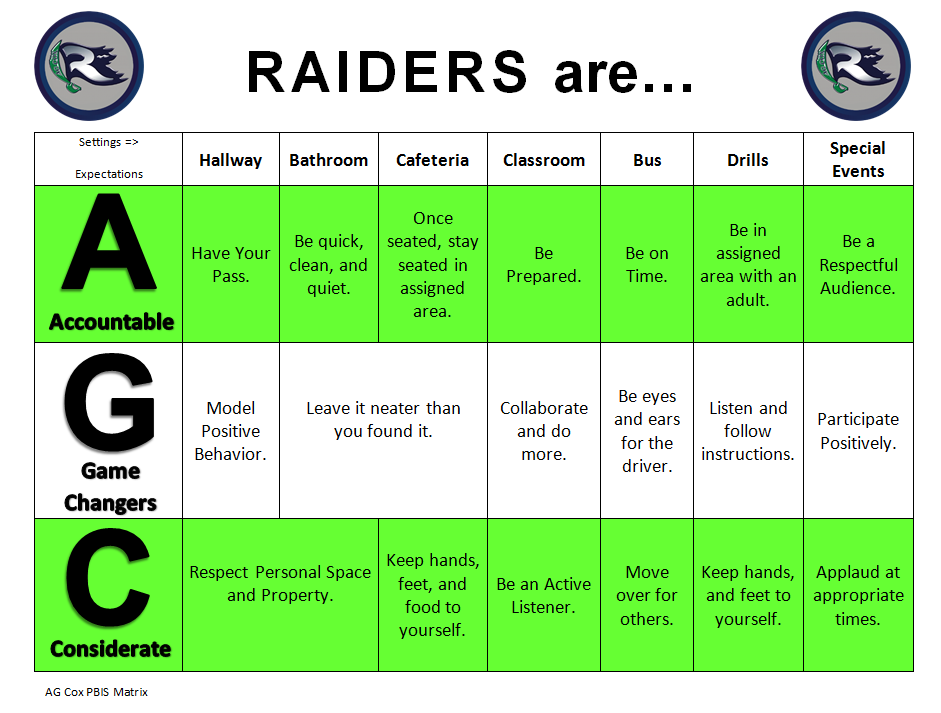 RAIDERS are...
Settings =>
Expectations
Hallway
Bathroom
Cafeteria
Classroom
Bus
Drills
Special
Events
A
Accountable
Have Your
Pass.
Be quick,
clean, and
quiet.
Once
seated, stay
seated in
assigned
area.
Be
Prepared.
Be on
Time.
Be in
assigned
area with an
adult.
Be a
Respectful
Audience.
G
Game
Changers
Model
Positive
Behavior.
Leave it neater than
you found it.
Collaborate
and do
more.
Be eyes
and ears
for the
driver.
Listen and
follow
instructions.
Participate
Positively.
C
Considerate
Respect Personal Space
and Property.
Keep hands,
feet, and
food to
yourself.
Be an Active
Listener.
Move
over for
others.
Keep hands,
and feet to
yourself.
Applaud at
appropriate
times.
AG Cox PBIS Matrix